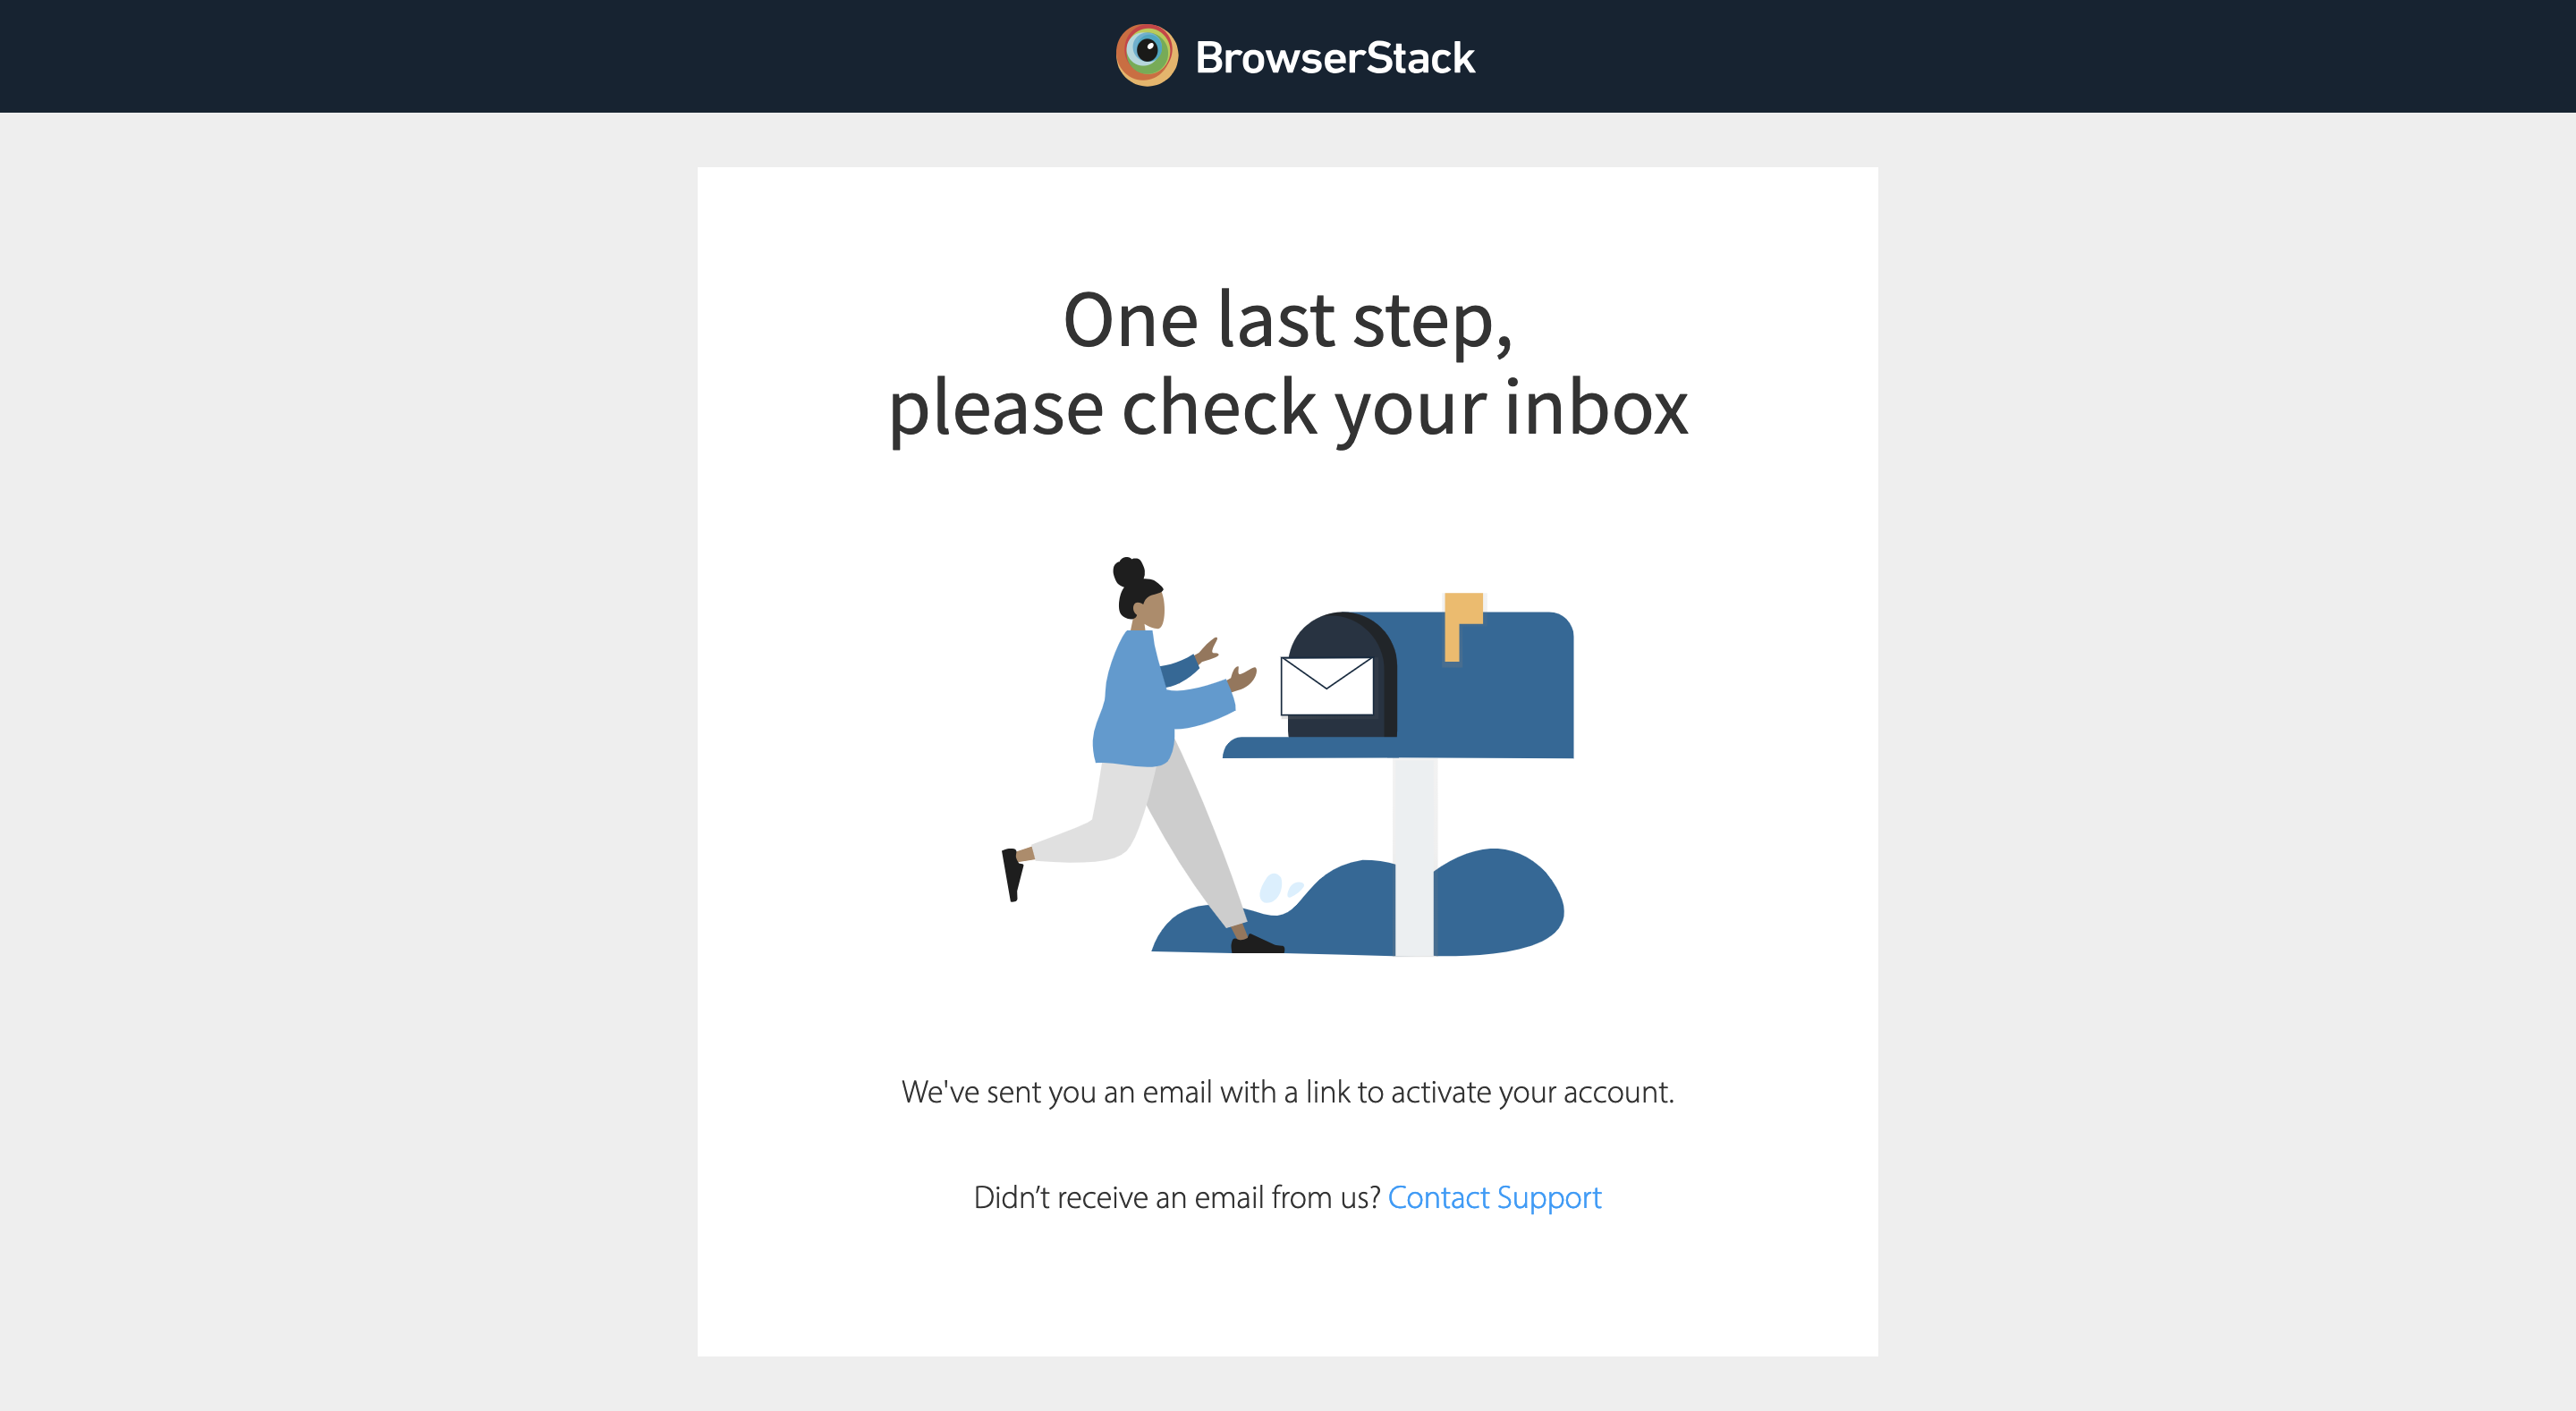 BrowserStack
One last step,
please check your inbox
We've sent you an email with a link to activate your account.
Didn’t receive an email from us? Contact Support